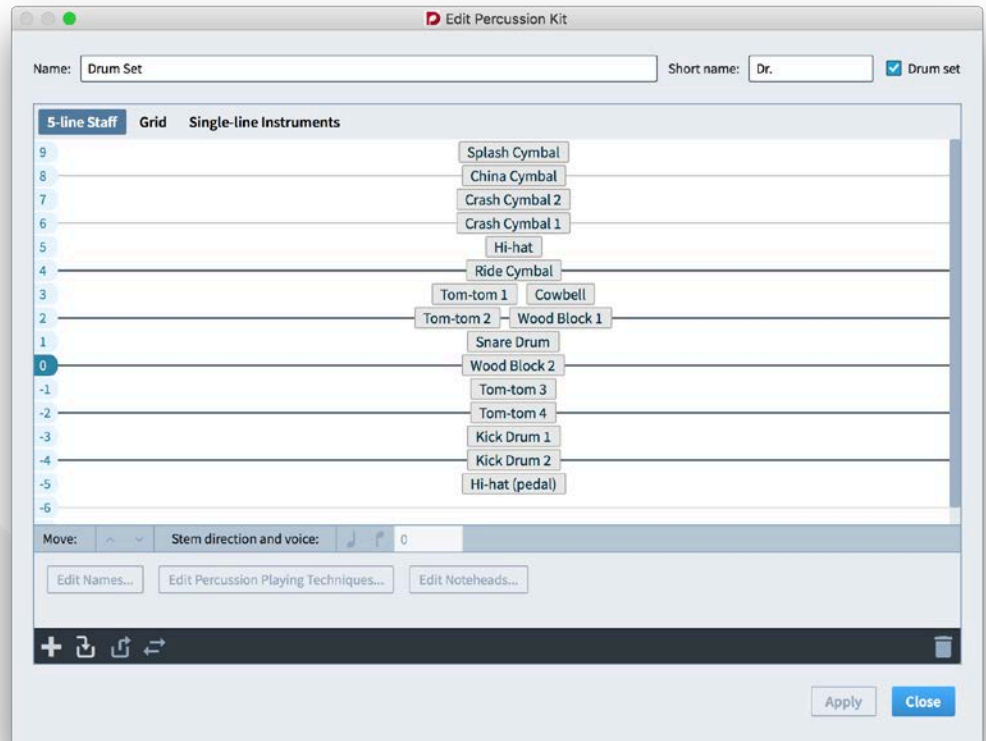 Edit Percussion Kit
Name: Drum Set Short name: Dr. Drum set
5-line Staff Grid Single-line Instruments
9 Splash Cymbal
8 China Cymbal
7 Crash Cymbal 2
6 Crash Cymbal 1
5 Hi-hat
4 Ride Cymbal
3 Tom-tom 1 Cowbell
2 Tom-tom 2 Wood Block 1
1 Snare Drum
0 Wood Block 2
-1 Tom-tom 3
-2 Tom-tom 4
-3 Kick Drum 1
-4 Kick Drum 2
-5 Hi-hat (pedal)
-6
Move: Stem direction and voice: 0
Edit Names... Edit Percussion Playing Techniques... Edit Noteheads...
Apply Close